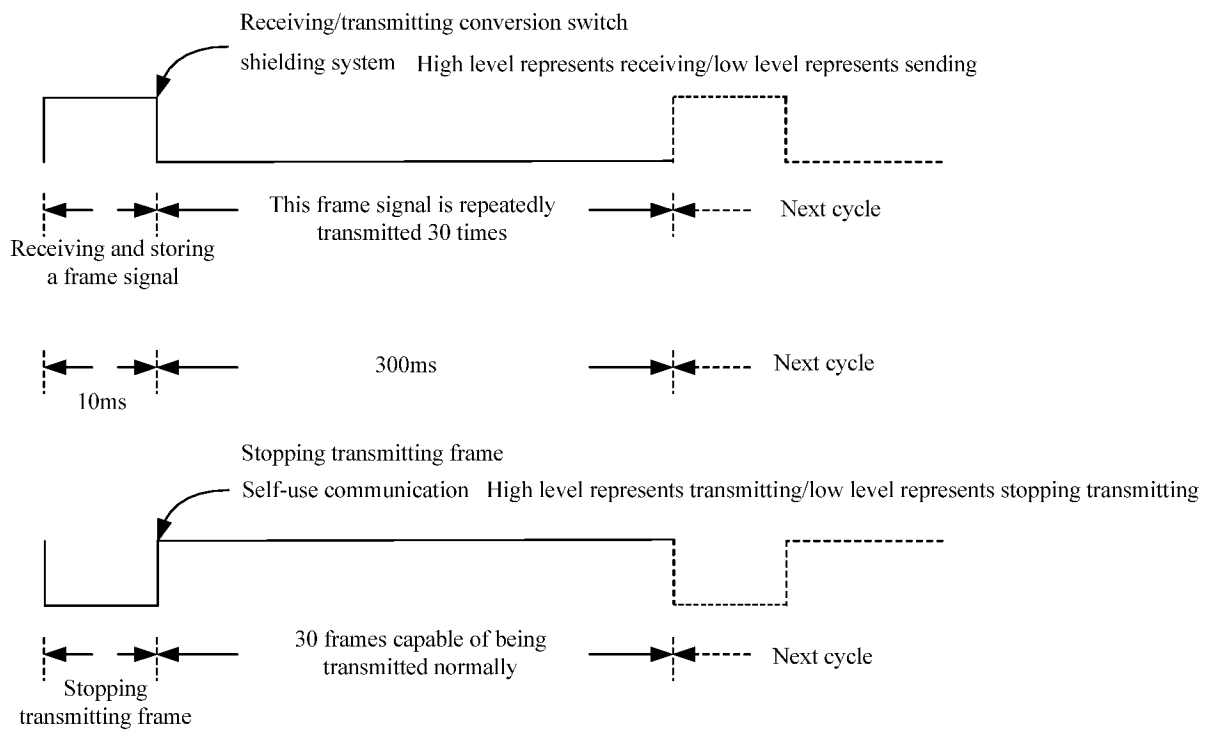 Receiving/transmitting conversion switch
shielding system High level represents receiving/low level represents sending
This frame signal is repeatedly
transmitted 30 times
Next cycle
Receiving and storing
a frame signal
300ms
Next cycle
10ms
Stopping transmitting frame
Self-use communication High level represents transmitting/low level represents stopping transmitting
30 frames capable of being
transmitted normally
Next cycle
Stopping
transmitting frame